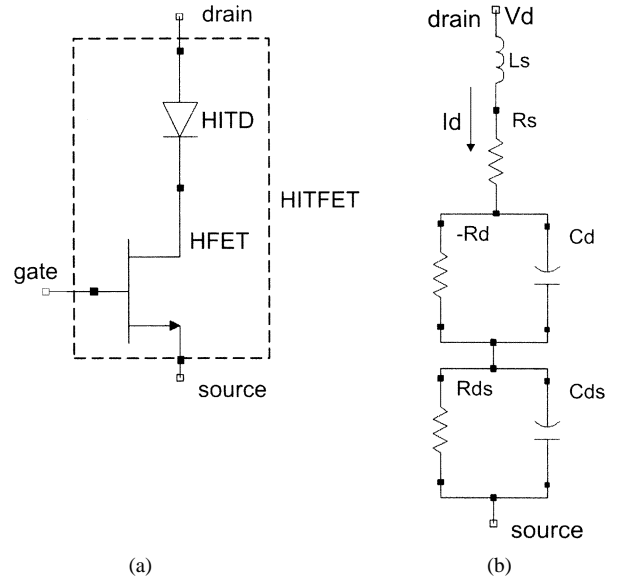 drain
HITD
HITFET
HFET
gate
source
(a)
drain Vd
Ls
Id
Rs
-Rd
Cd
Rds
Cds
source
(b)